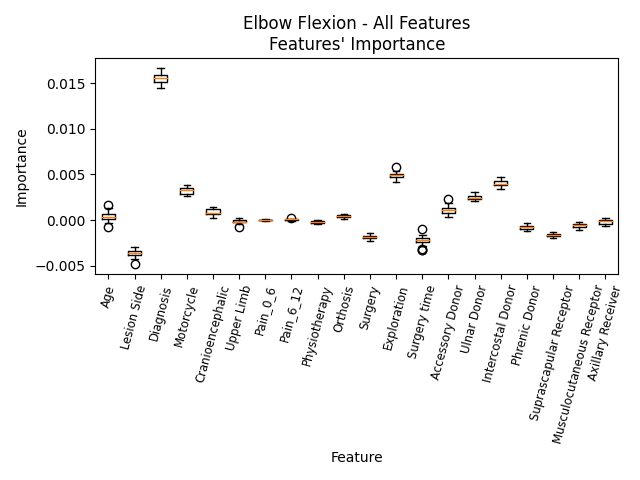 Elbow Flexion - All Features
Features' Importance
Importance
0.015
0.010
0.005
0.000
−0.005
Age
Lesion Side
Diagnosis
Motorcycle
Cranioencephalic
Upper Limb
Pain_0_6
Pain_6_12
Physiotherapy
Orthosis
Surgery
Exploration
Surgery time
Accessory Donor
Ulnar Donor
Intercostal Donor
Phrenic Donor
Suprascapular Receptor
Musculocutaneous Receptor
Axillary Receiver
Feature